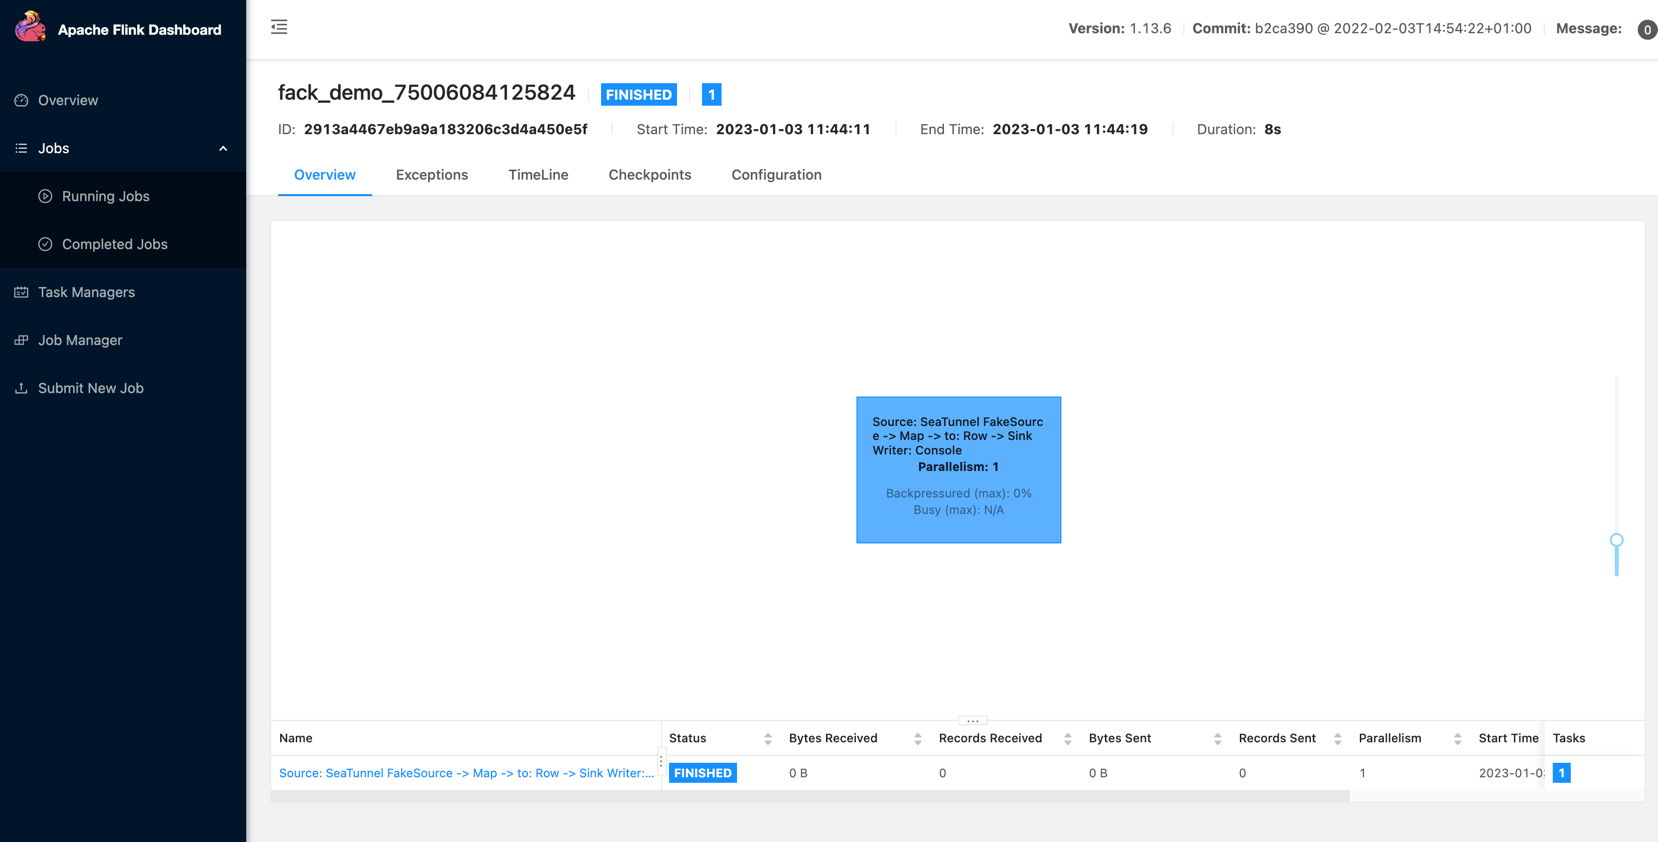 Apache Flink Dashboard
Version: 1.13.6 Commit: b2ca390 @ 2022-02-03T14:54:22+01:00 Message: 0
Overview
Jobs
Running Jobs
Completed Jobs
Task Managers
Job Manager
Submit New Job
fack_demo_75006084125824 FINISHED 1
ID: 2913a4467eb9a9a183206c3d4a450e5f Start Time: 2023-01-03 11:44:11 End Time: 2023-01-03 11:44:19 Duration: 8s
Overview Exceptions TimeLine Checkpoints Configuration
Source: SeaTunnel FakeSourc
e -> Map -> to: Row -> Sink
Writer: Console
Parallelism: 1
Backpressured (max): 0%
Busy (max): N/A
Name Status Bytes Received Records Received Bytes Sent Records Sent Parallelism Start Time Tasks
Source: SeaTunnel FakeSource -> Map -> to: Row -> Sink Writer:... FINISHED 0 B 0 0 B 0 1 2023-01-0 1